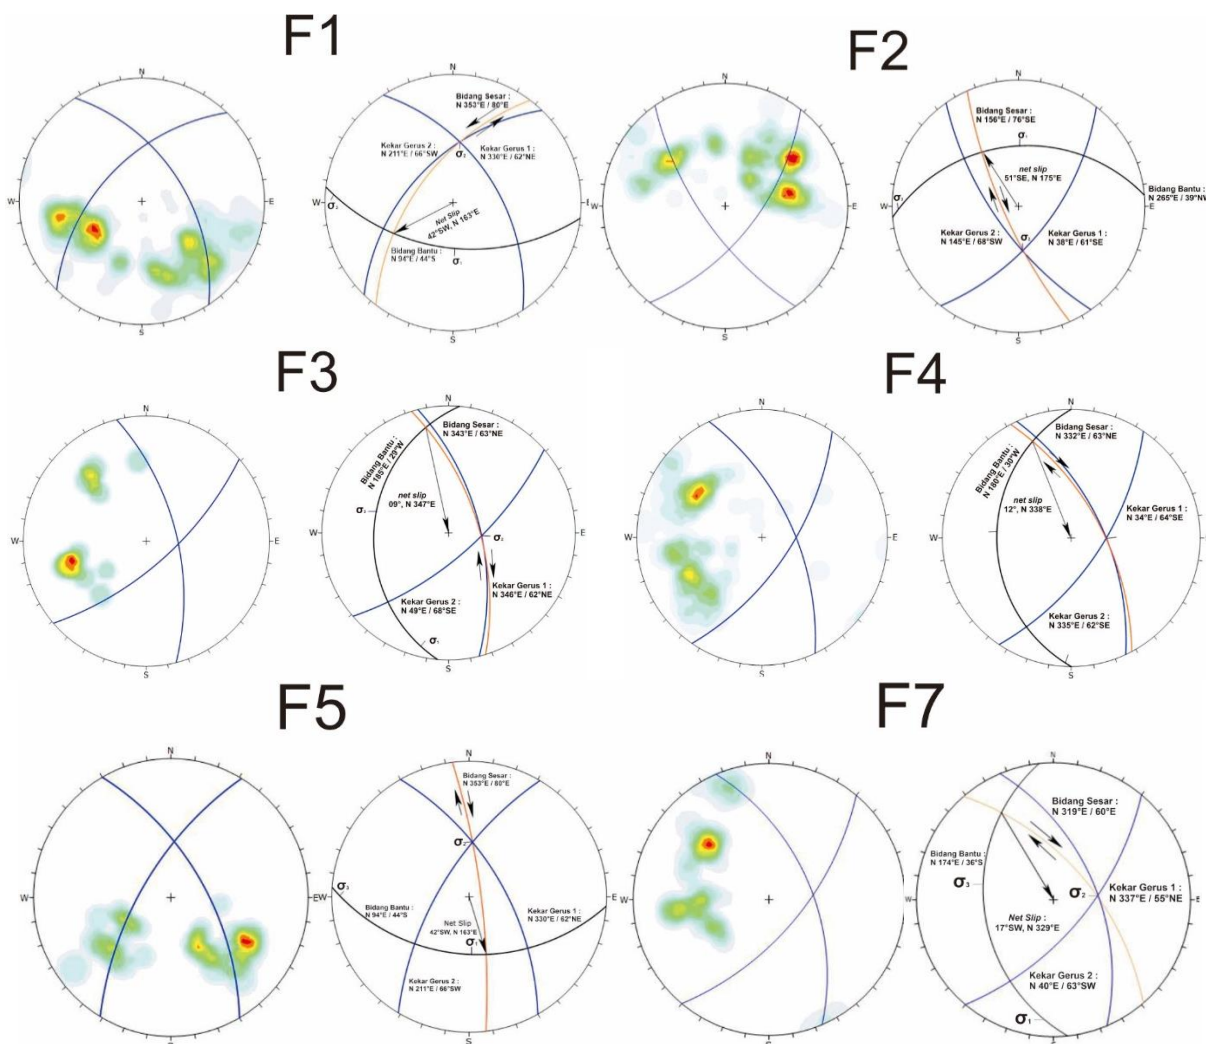 F1
N
W
E
S
N
Bidang Sesar :
N 353°E / 80°E
Kekar Gerus 2 :
N 211°E / 66°SW
σ₂
Kekar Gerus 1 :
N 330°E / 62°NE
W
E
σ₃
Net Slip
42°SW, N 163°E
Bidang Bantu :
N 94°E / 44°S
σ₁
S
F2
N
W
E
S
N
Bidang Sesar :
N 156°E / 76°SE
net slip
51°SE, N 175°E
Bidang Bantu :
N 265°E / 39°NW
W
E
Kekar Gerus 2 :
N 145°E / 68°SW
Kekar Gerus 1 :
N 38°E / 61°SE
S
F3
N
W
E
S
N
Bidang Sesar :
N 343°E / 63°NE
Bidang Bantu :
N 185°E / 29°W
net slip
09°, N 347°E
W
E
Kekar Gerus 1 :
N 346°E / 62°NE
Kekar Gerus 2 :
N 49°E / 68°SE
S
F4
N
W
E
S
N
Bidang Sesar :
N 332°E / 63°NE
Bidang Bantu :
N 180°E / 30°W
net slip
12°, N 338°E
Kekar Gerus 1 :
N 34°E / 64°SE
W
E
Kekar Gerus 2 :
N 335°E / 62°SE
S
F5
N
W
E
S
N
Bidang Sesar :
N 353°E / 60°E
σ₂
σ₃
W
E
Bidang Bantu :
N 94°E / 44°S
Net Slip
42°SW, N 163°E
σ₁
Kekar Gerus 1 :
N 330°E / 62°NE
Kekar Gerus 2 :
N 211°E / 66°SW
S
F7
N
W
E
S
N
Bidang Sesar :
N 319°E / 60°E
Bidang Bantu :
N 174°E / 36°S
σ₃
σ₂
Kekar Gerus 1 :
N 337°E / 55°NE
W
E
Net Slip :
17°SW, N 329°E
Kekar Gerus 2 :
N 40°E / 63°SW
σ₁
S